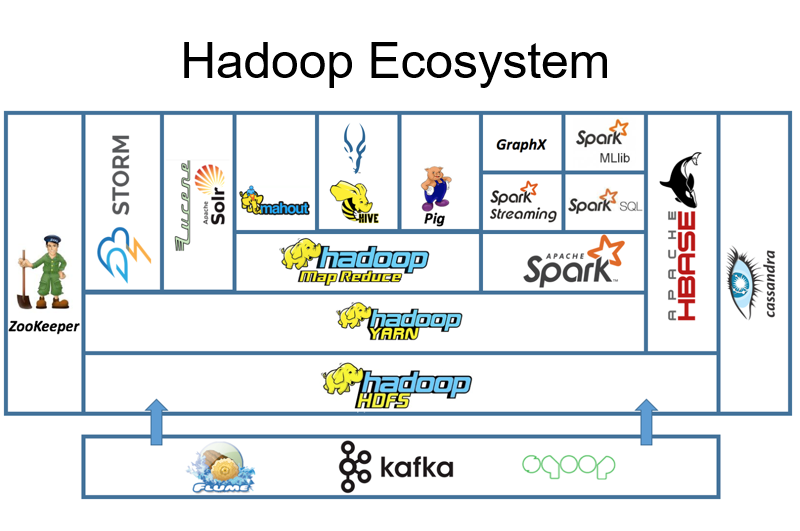 Hadoop Ecosystem
ZooKeeper
STORM
Lucene
Apache
Solr
mahout
HIVE
Pig
GraphX
Spark
MLlib
Spark
Streaming
Spark SQL
hadoop
Map Reduce
APACHE
Spark™
APACHE
HBASE
cassandra
hadoop
YARN
hadoop
HDFS
FLUME
kafka
sqoop